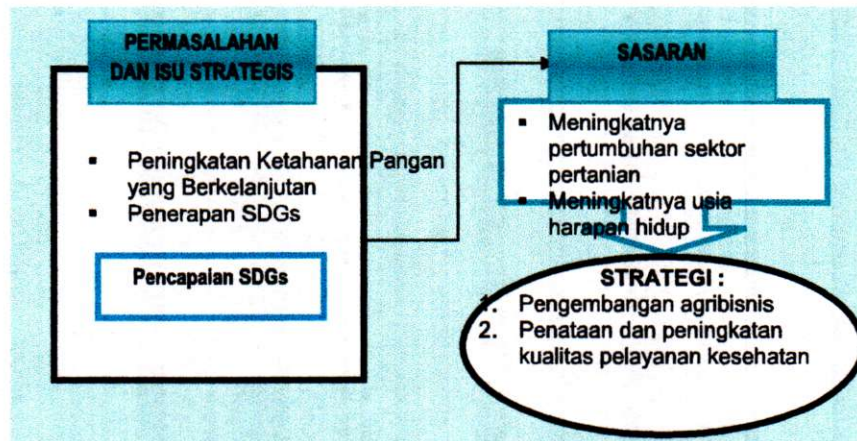 PERMASALAHAN
DAN ISU STRATEGIS
▪ Peningkatan Ketahanan Pangan
yang Berkelanjutan
▪ Penerapan SDGs
Pencapaian SDGs
SASARAN
▪ Meningkatnya
pertumbuhan sektor
pertanian
▪ Meningkatnya usia
harapan hidup
STRATEGI :
1. Pengembangan agribisnis
2. Penataan dan peningkatan
kualitas pelayanan kesehatan